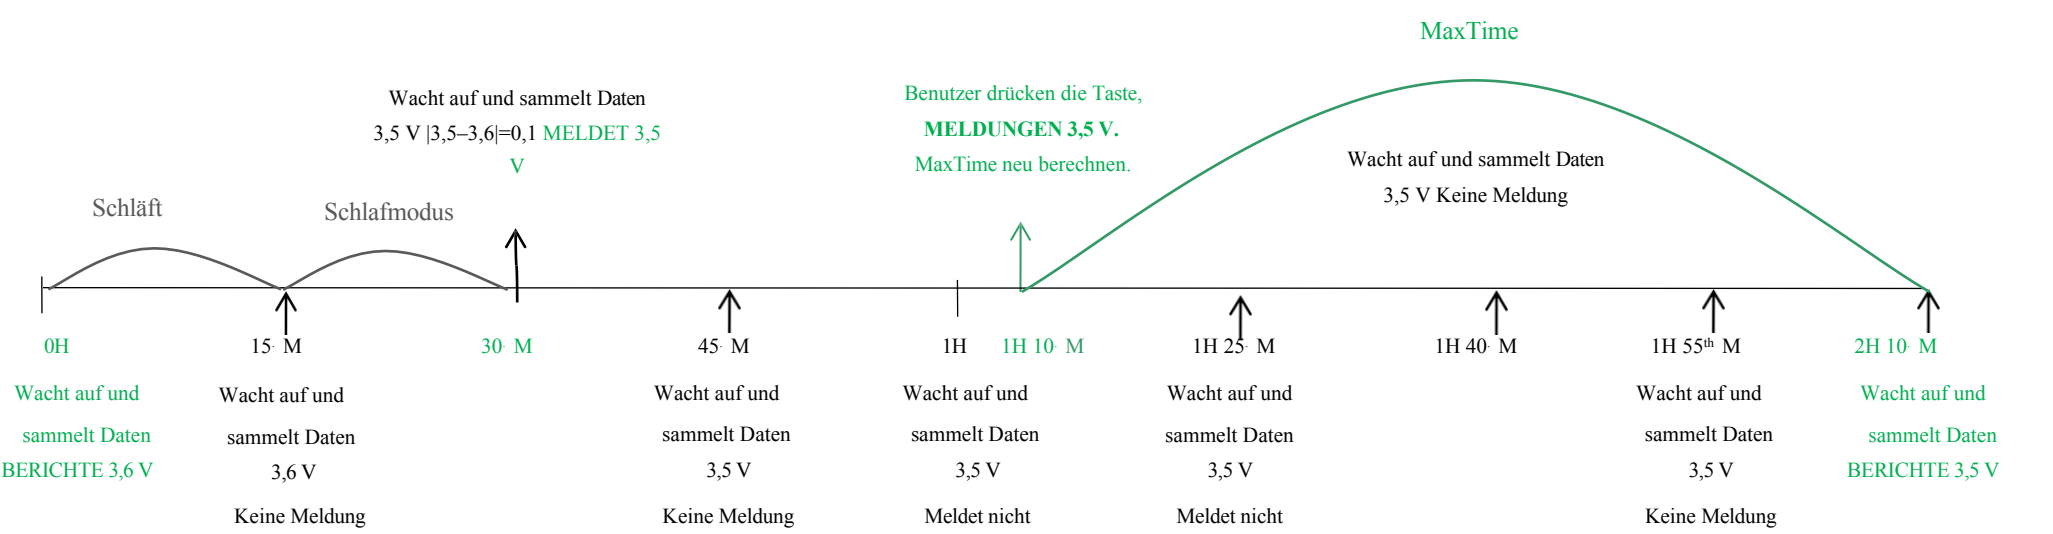 MaxTime
Wacht auf und sammelt Daten
3,5 V |3,5–3,6|=0,1 MELDET 3,5
V
Benutzer drücken die Taste,
MELDUNGEN 3,5 V.
MaxTime neu berechnen.
Wacht auf und sammelt Daten
3,5 V Keine Meldung
Schläft
Schlafmodus
0H
15 M
30 M
45 M
1H
1H 10 M
1H 25 M
1H 40 M
1H 55th M
2H 10 M
Wacht auf und
sammelt Daten
BERICHTE 3,6 V
Wacht auf und
sammelt Daten
3,6 V
Keine Meldung
Wacht auf und
sammelt Daten
3,5 V
Keine Meldung
Wacht auf und
sammelt Daten
3,5 V
Meldet nicht
Wacht auf und
sammelt Daten
3,5 V
Meldet nicht
Wacht auf und
sammelt Daten
3,5 V
Keine Meldung
Wacht auf und
sammelt Daten
BERICHTE 3,5 V